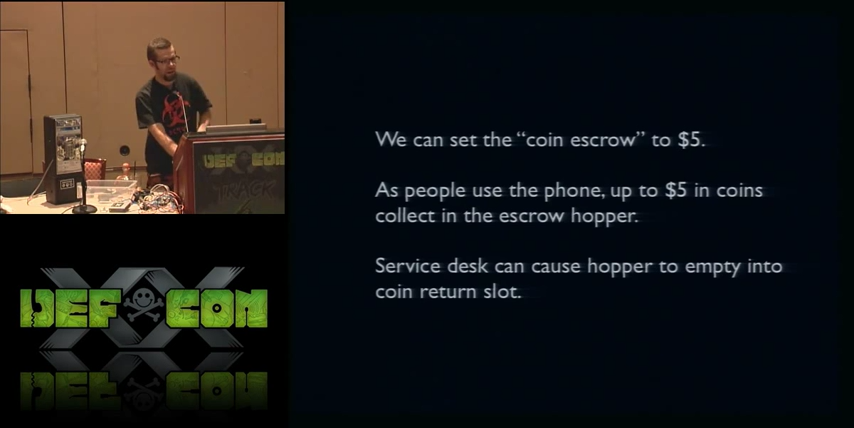 DEF CON
TRACK
We can set the “coin escrow” to $5.
As people use the phone, up to $5 in coins
collect in the escrow hopper.
Service desk can cause hopper to empty into
coin return slot.
XX
DEF CON